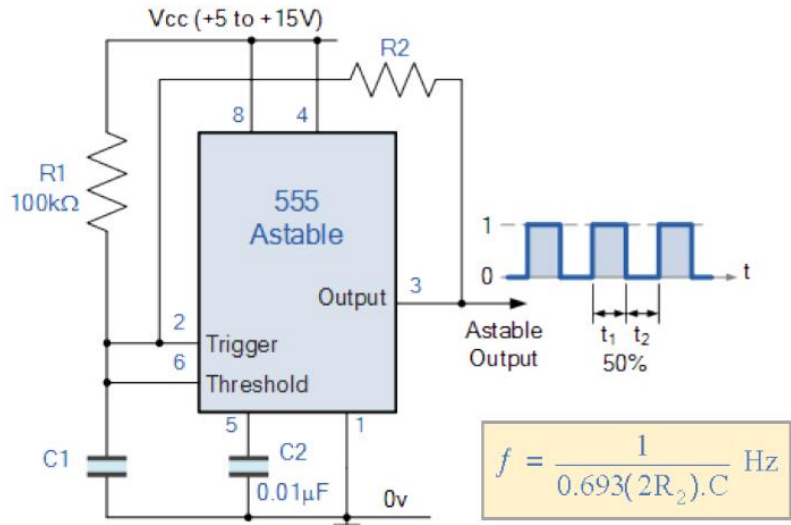 Vcc (+5 to +15V)
R2
8
4
R1
100kΩ
555
Astable
1
0
t
Output
3
2
Trigger
6
Threshold
Astable
Output
t₁
t₂
50%
5
1
C1
C2
0.01μF
0v
f = 1 / 0.693(2R₂).C Hz